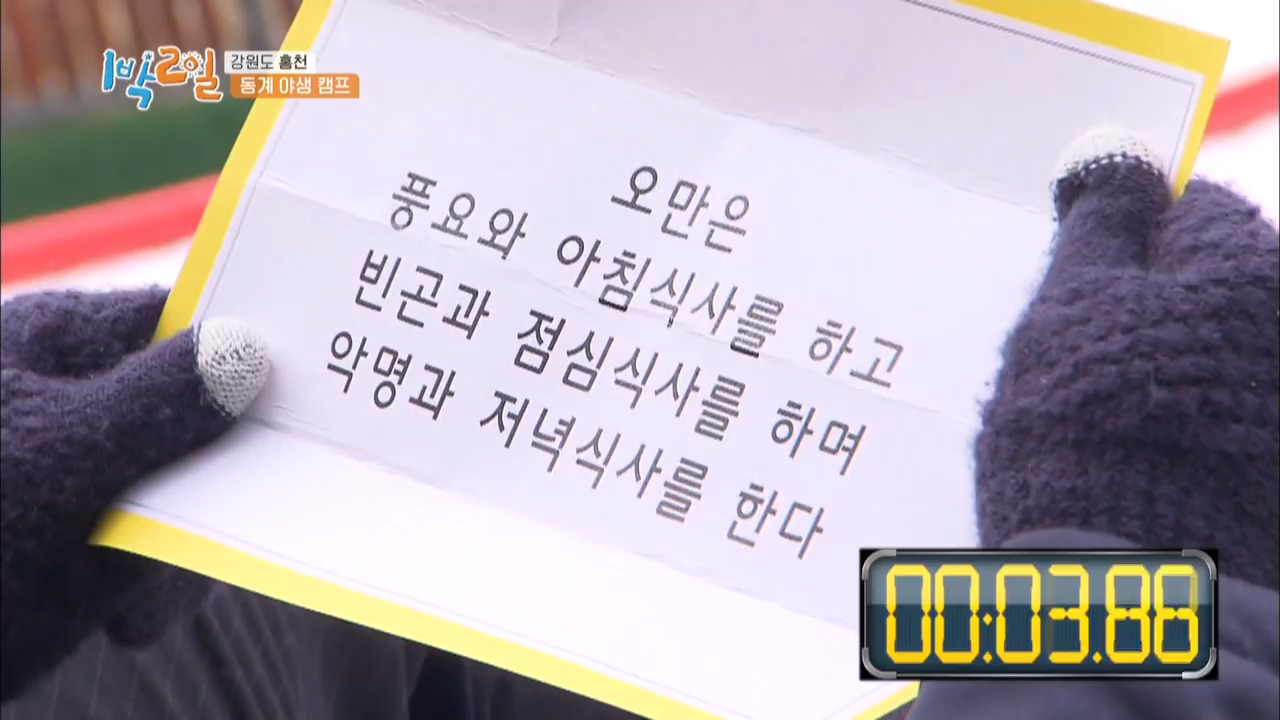 1박2일
강원도 홍천
동계 야생 캠프
오만은
풍요와 아침식사를 하고
빈곤과 점심식사를 하며
악명과 저녁식사를 한다
00:03.86